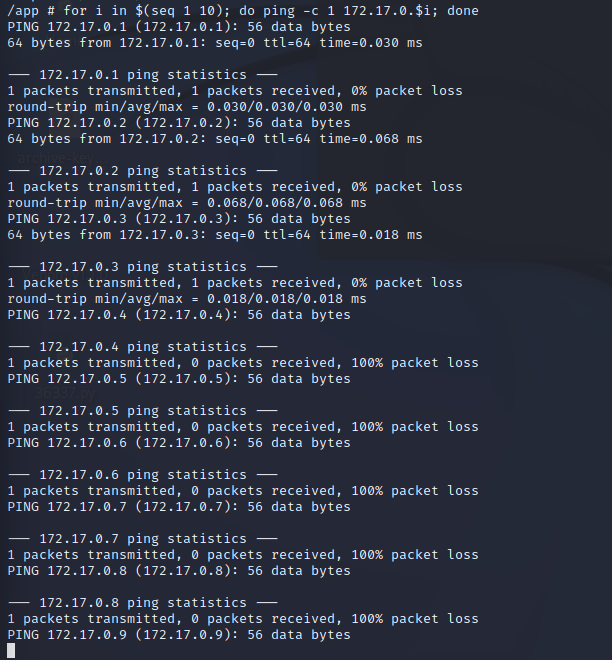 /app # for i in $(seq 1 10); do ping -c 1 172.17.0.$i; done
PING 172.17.0.1 (172.17.0.1): 56 data bytes
64 bytes from 172.17.0.1: seq=0 ttl=64 time=0.030 ms

--- 172.17.0.1 ping statistics ---
1 packets transmitted, 1 packets received, 0% packet loss
round-trip min/avg/max = 0.030/0.030/0.030 ms
PING 172.17.0.2 (172.17.0.2): 56 data bytes
64 bytes from 172.17.0.2: seq=0 ttl=64 time=0.068 ms

--- 172.17.0.2 ping statistics ---
1 packets transmitted, 1 packets received, 0% packet loss
round-trip min/avg/max = 0.068/0.068/0.068 ms
PING 172.17.0.3 (172.17.0.3): 56 data bytes
64 bytes from 172.17.0.3: seq=0 ttl=64 time=0.018 ms

--- 172.17.0.3 ping statistics ---
1 packets transmitted, 1 packets received, 0% packet loss
round-trip min/avg/max = 0.018/0.018/0.018 ms
PING 172.17.0.4 (172.17.0.4): 56 data bytes

--- 172.17.0.4 ping statistics ---
1 packets transmitted, 0 packets received, 100% packet loss
PING 172.17.0.5 (172.17.0.5): 56 data bytes

--- 172.17.0.5 ping statistics ---
1 packets transmitted, 0 packets received, 100% packet loss
PING 172.17.0.6 (172.17.0.6): 56 data bytes

--- 172.17.0.6 ping statistics ---
1 packets transmitted, 0 packets received, 100% packet loss
PING 172.17.0.7 (172.17.0.7): 56 data bytes

--- 172.17.0.7 ping statistics ---
1 packets transmitted, 0 packets received, 100% packet loss
PING 172.17.0.8 (172.17.0.8): 56 data bytes

--- 172.17.0.8 ping statistics ---
1 packets transmitted, 0 packets received, 100% packet loss
PING 172.17.0.9 (172.17.0.9): 56 data bytes